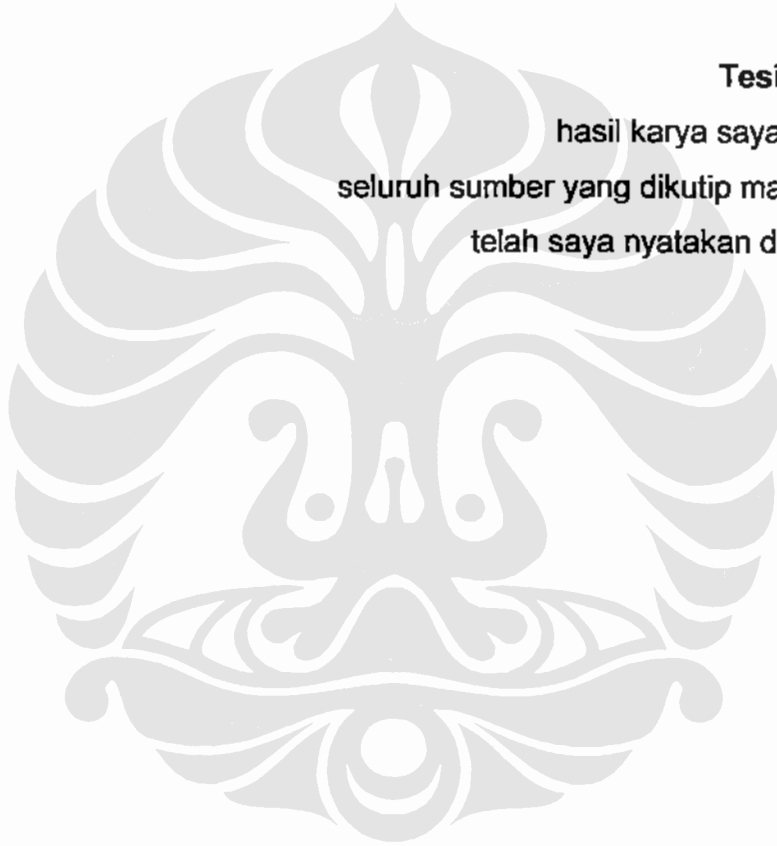 Tesi
hasil karya saya
seluruh sumber yang dikutip ma
telah saya nyatakan d